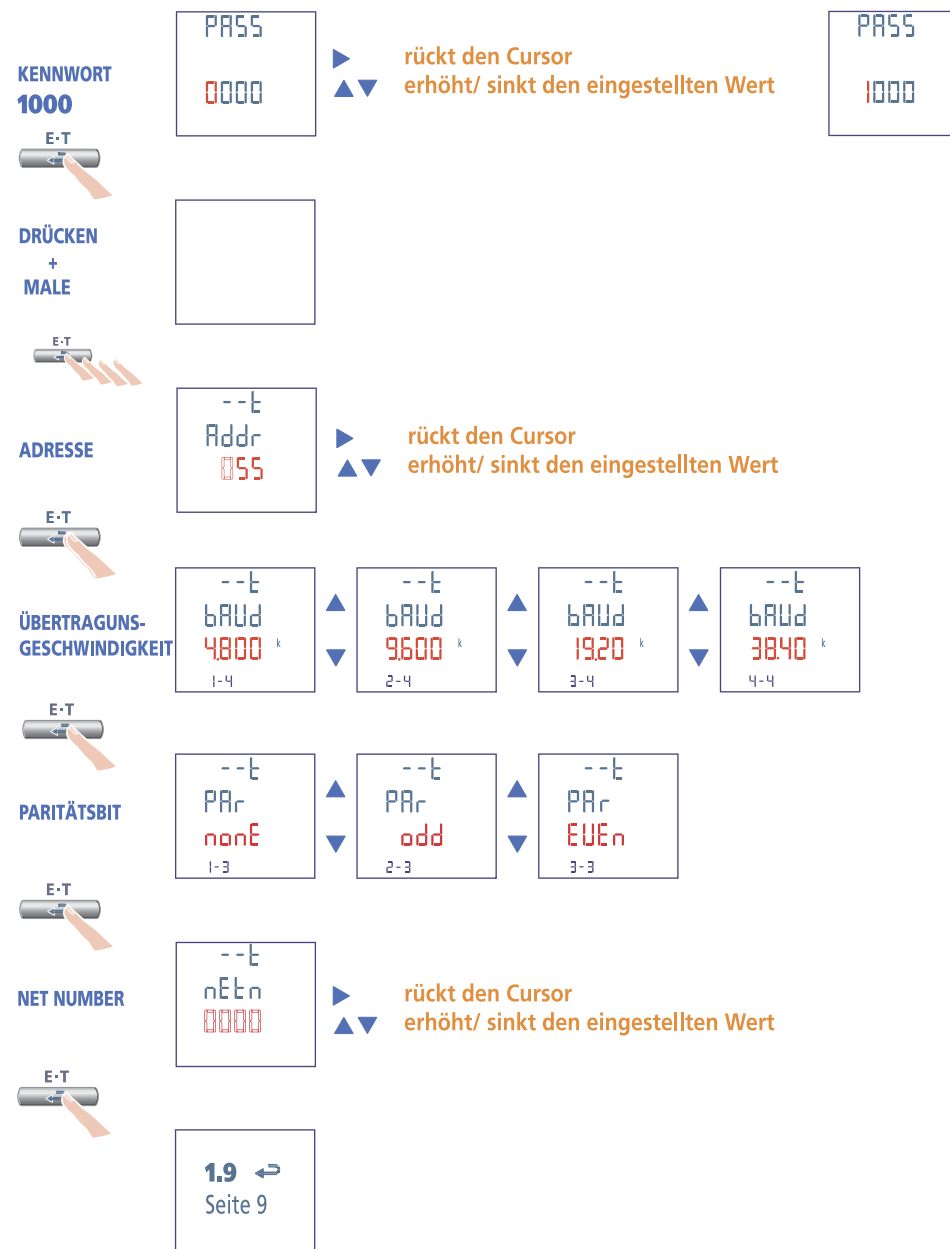 PASS
PASS
rückt den Cursor
KENNWORT
erhöht/ sinkt den eingestellten Wert
0000
1000
1000
E·T
DRÜCKEN
+
MALE
E·T
--t
Addr
rückt den Cursor
ADRESSE
055
erhöht/ sinkt den eingestellten Wert
E·T
--t
--t
--t
--t
bAUd
bAUd
bAUd
bAUd
ÜBERTRAGUNS-
GESCHWINDIGKEIT
4.800 k
9.600 k
19.20 k
38.40 k
1-4
2-4
3-4
4-4
E·T
--t
--t
--t
PAr
PAr
PAr
PARITÄTSBIT
nonE
odd
EUEn
1-3
2-3
3-3
E·T
--t
nEtn
rückt den Cursor
NET NUMBER
0000
erhöht/ sinkt den eingestellten Wert
E·T
1.9
Seite 9